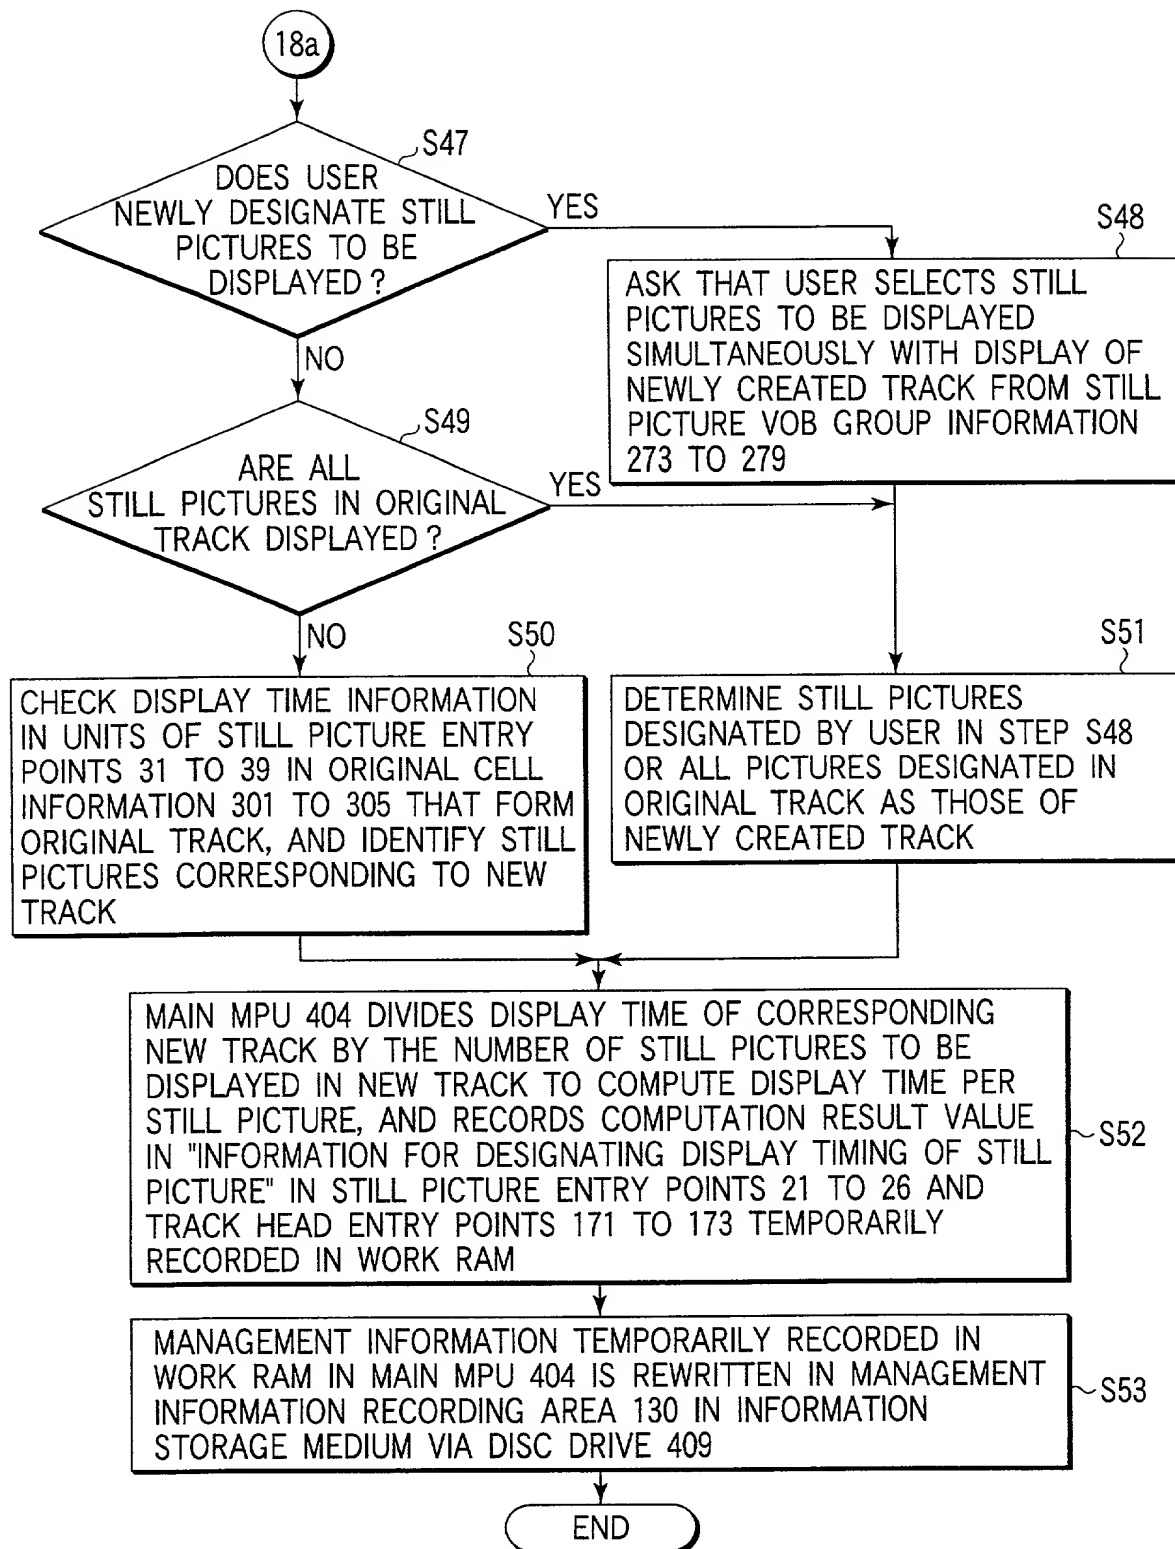 18a
S47
DOES USER
NEWLY DESIGNATE STILL
PICTURES TO BE
DISPLAYED ?
YES
NO
S48
ASK THAT USER SELECTS STILL
PICTURES TO BE DISPLAYED
SIMULTANEOUSLY WITH DISPLAY OF
NEWLY CREATED TRACK FROM STILL
PICTURE VOB GROUP INFORMATION
273 TO 279
S49
ARE ALL
STILL PICTURES IN ORIGINAL
TRACK DISPLAYED ?
YES
NO
S50
CHECK DISPLAY TIME INFORMATION
IN UNITS OF STILL PICTURE ENTRY
POINTS 31 TO 39 IN ORIGINAL CELL
INFORMATION 301 TO 305 THAT FORM
ORIGINAL TRACK, AND IDENTIFY STILL
PICTURES CORRESPONDING TO NEW
TRACK
S51
DETERMINE STILL PICTURES
DESIGNATED BY USER IN STEP S48
OR ALL PICTURES DESIGNATED IN
ORIGINAL TRACK AS THOSE OF
NEWLY CREATED TRACK
MAIN MPU 404 DIVIDES DISPLAY TIME OF CORRESPONDING
NEW TRACK BY THE NUMBER OF STILL PICTURES TO BE
DISPLAYED IN NEW TRACK TO COMPUTE DISPLAY TIME PER
STILL PICTURE, AND RECORDS COMPUTATION RESULT VALUE
IN "INFORMATION FOR DESIGNATING DISPLAY TIMING OF STILL
PICTURE" IN STILL PICTURE ENTRY POINTS 21 TO 26 AND
TRACK HEAD ENTRY POINTS 171 TO 173 TEMPORARILY
RECORDED IN WORK RAM
S52
MANAGEMENT INFORMATION TEMPORARILY RECORDED IN
WORK RAM IN MAIN MPU 404 IS REWRITTEN IN MANAGEMENT
INFORMATION RECORDING AREA 130 IN INFORMATION
STORAGE MEDIUM VIA DISC DRIVE 409
S53
END